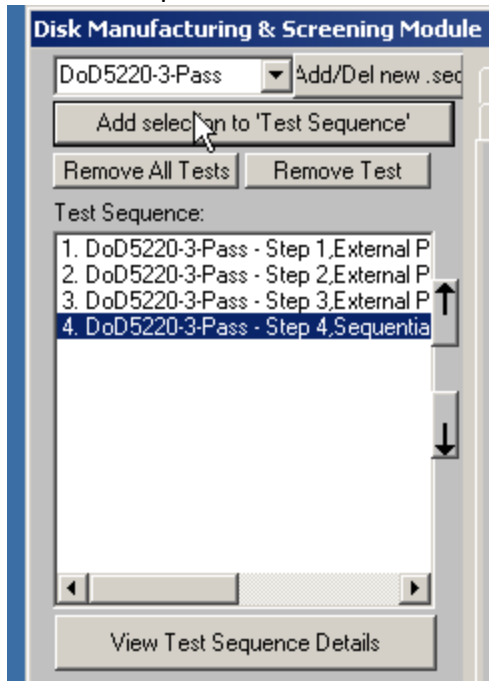 Disk Manufacturing & Screening Module
DoD5220-3-Pass
Add/Del new .seq
Add selection to 'Test Sequence'
Remove All Tests
Remove Test
Test Sequence:
1. DoD5220-3-Pass - Step 1,External P
2. DoD5220-3-Pass - Step 2,External P
3. DoD5220-3-Pass - Step 3,External P
4. DoD5220-3-Pass - Step 4,Sequentia
View Test Sequence Details